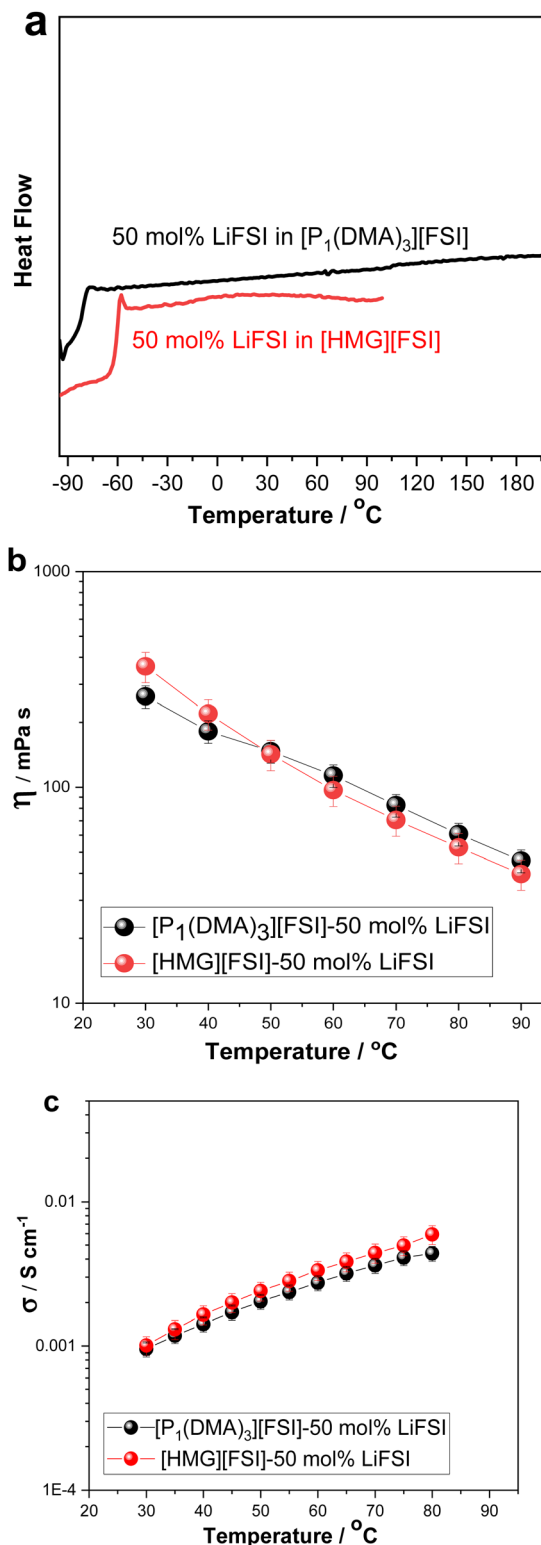 a
Heat Flow
50 mol% LiFSI in [P₁(DMA)₃][FSI]
50 mol% LiFSI in [HMG][FSI]
-90 -60 -30 0 30 60 90 120 150 180
Temperature / °C
b
1000
100
10
η / mPa s
[P₁(DMA)₃][FSI]-50 mol% LiFSI
[HMG][FSI]-50 mol% LiFSI
20 30 40 50 60 70 80 90
Temperature / °C
c
0.01
0.001
1E-4
σ / S cm⁻¹
[P₁(DMA)₃][FSI]-50 mol% LiFSI
[HMG][FSI]-50 mol% LiFSI
20 30 40 50 60 70 80 90
Temperature / °C